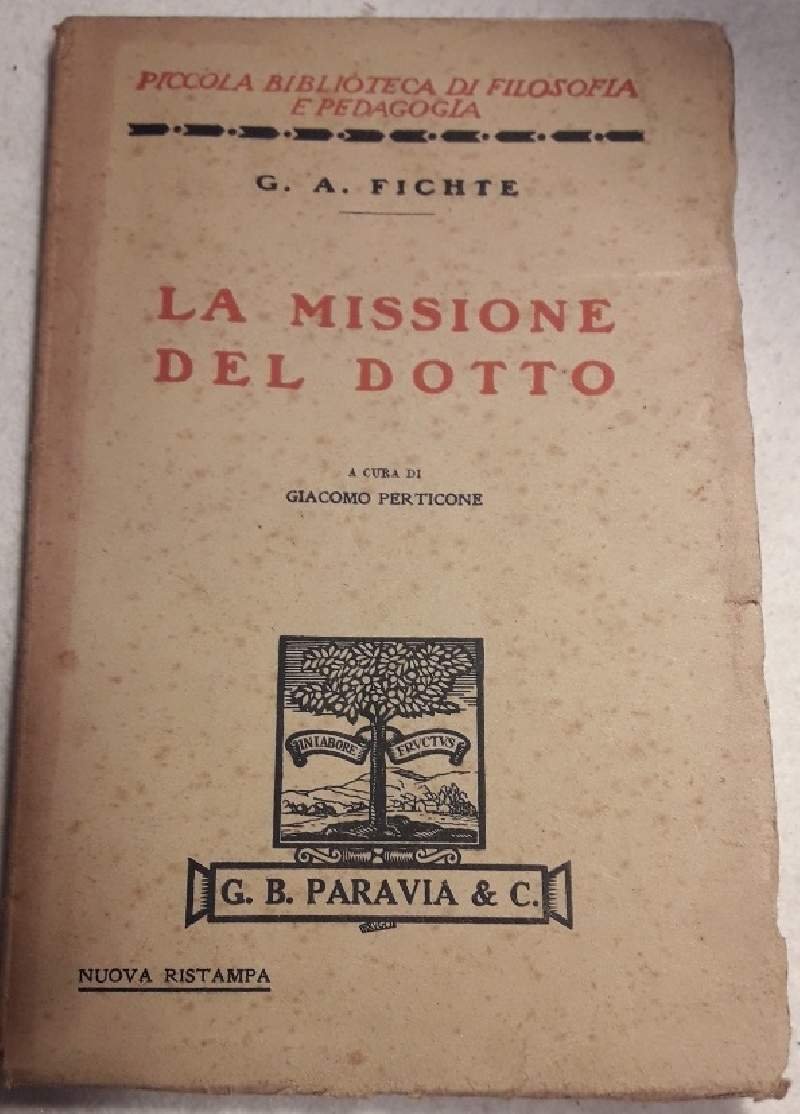 PICCOLA BIBLIOTECA DI FILOSOFIA
E PEDAGOGIA
G. A. FICHTE
LA MISSIONE
DEL DOTTO
A CURA DI
GIACOMO PERTICONE
IN LABORE FRVCTVS
G. B. PARAVIA & C.
NUOVA RISTAMPA